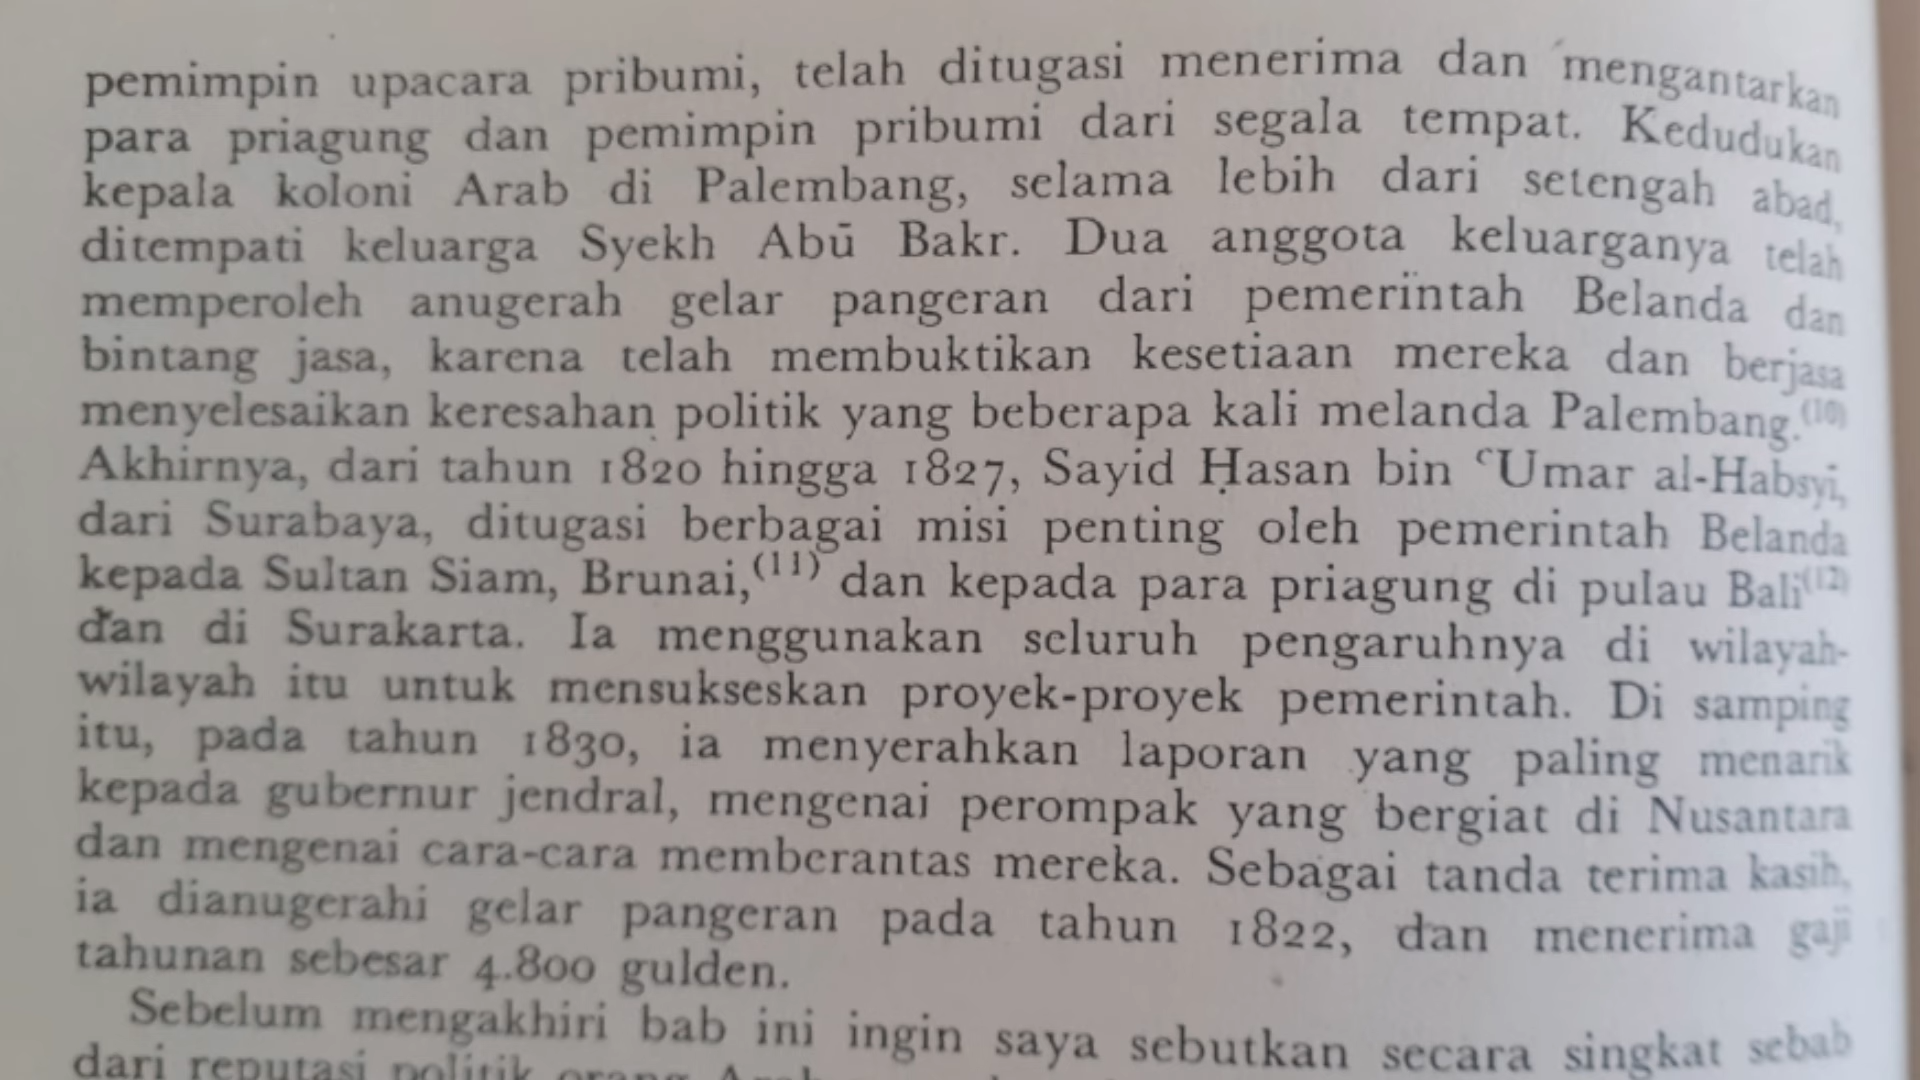 pemimpin upacara pribumi, telah ditugasi menerima dan mengantarkan
para priagung dan pemimpin pribumi dari segala tempat. Kedudukan
kepala koloni Arab di Palembang, selama lebih dari setengah abad,
ditempati keluarga Syekh Abū Bakr. Dua anggota keluarganya telah
memperoleh anugerah gelar pangeran dari pemerintah Belanda dan
bintang jasa, karena telah membuktikan kesetiaan mereka dan berjasa
menyelesaikan keresahan politik yang beberapa kali melanda Palembang.(10)
Akhirnya, dari tahun 1820 hingga 1827, Sayid Ḥasan bin ʿUmar al-Habsyi,
dari Surabaya, ditugasi berbagai misi penting oleh pemerintah Belanda
kepada Sultan Siam, Brunai,(11) dan kepada para priagung di pulau Bali(12)
dan di Surakarta. Ia menggunakan seluruh pengaruhnya di wilayah-
wilayah itu untuk mensukseskan proyek-proyek pemerintah. Di samping
itu, pada tahun 1830, ia menyerahkan laporan yang paling menarik
kepada gubernur jendral, mengenai perompak yang bergiat di Nusantara
dan mengenai cara-cara memberantas mereka. Sebagai tanda terima kasih,
ia dianugerahi gelar pangeran pada tahun 1822, dan menerima gaji
tahunan sebesar 4.800 gulden.
Sebelum mengakhiri bab ini ingin saya sebutkan secara singkat sebab
dari reputasi politik orang Arab